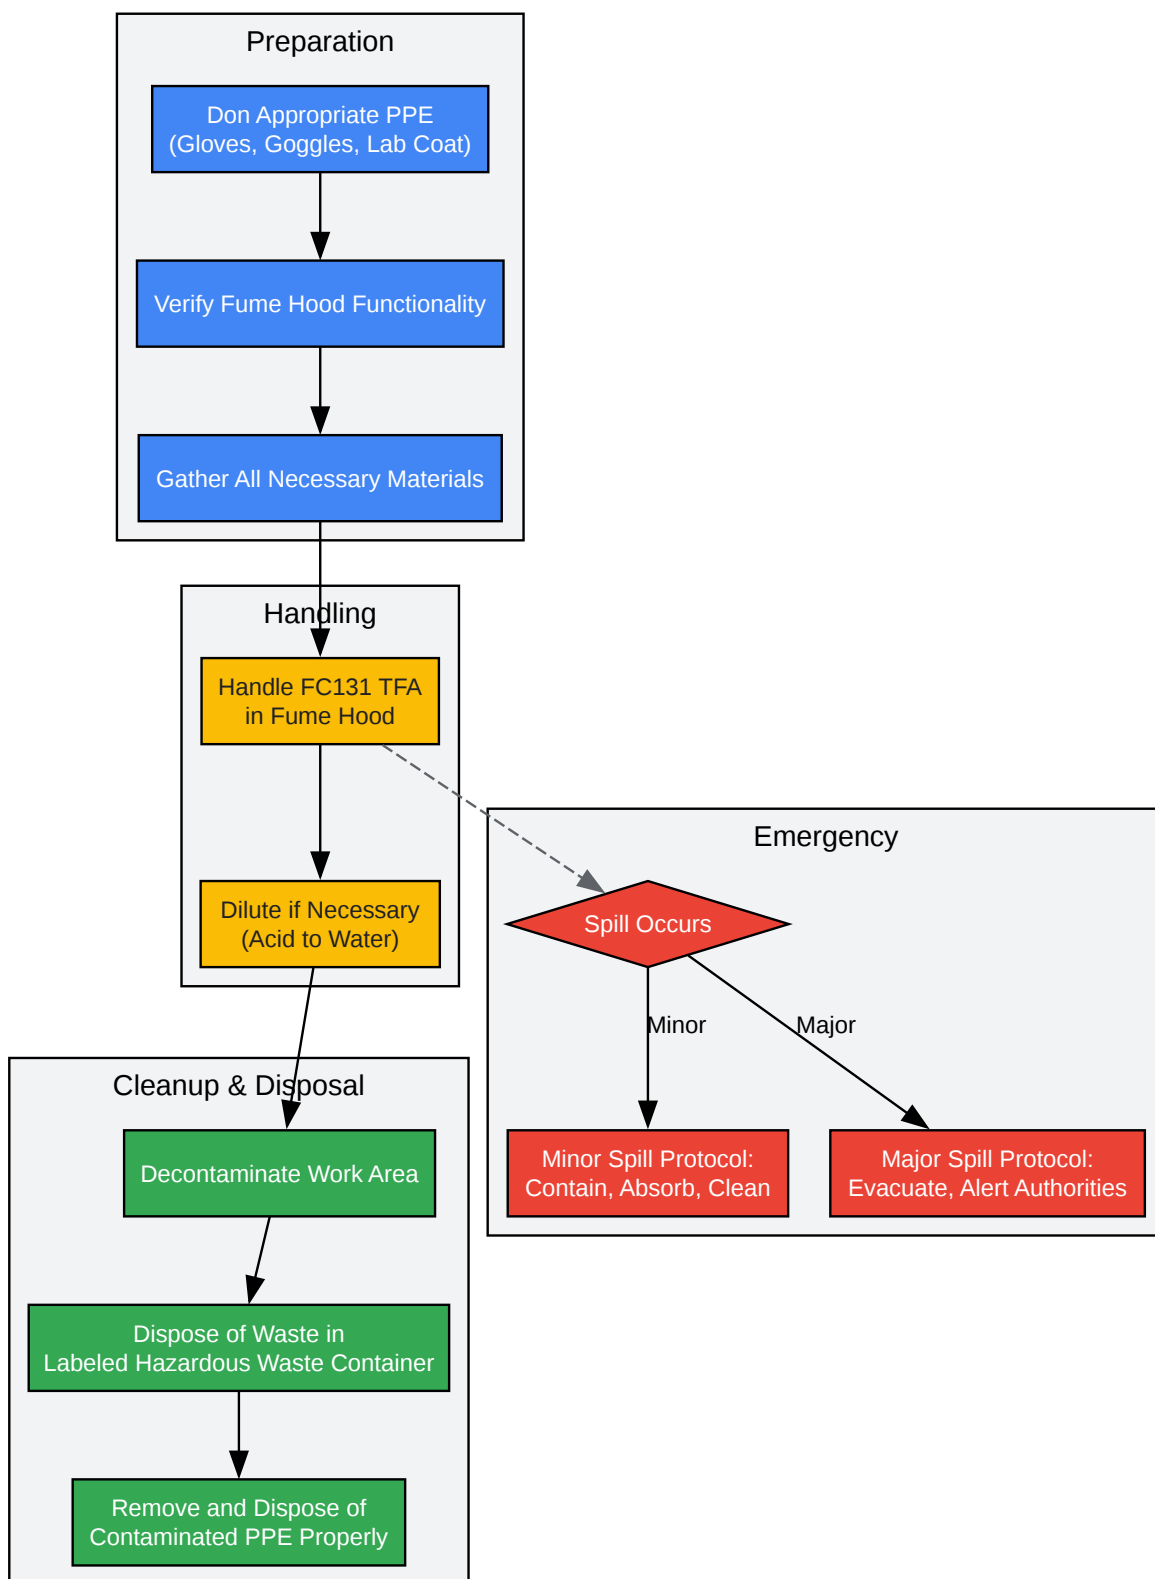 Preparation
Don Appropriate PPE
(Gloves, Goggles, Lab Coat)
Verify Fume Hood Functionality
Gather All Necessary Materials
Handling
Handle FC131 TFA
in Fume Hood
Dilute if Necessary
(Acid to Water)
Emergency
Spill Occurs
Minor
Major
Minor Spill Protocol:
Contain, Absorb, Clean
Major Spill Protocol:
Evacuate, Alert Authorities
Cleanup & Disposal
Decontaminate Work Area
Dispose of Waste in
Labeled Hazardous Waste Container
Remove and Dispose of
Contaminated PPE Properly